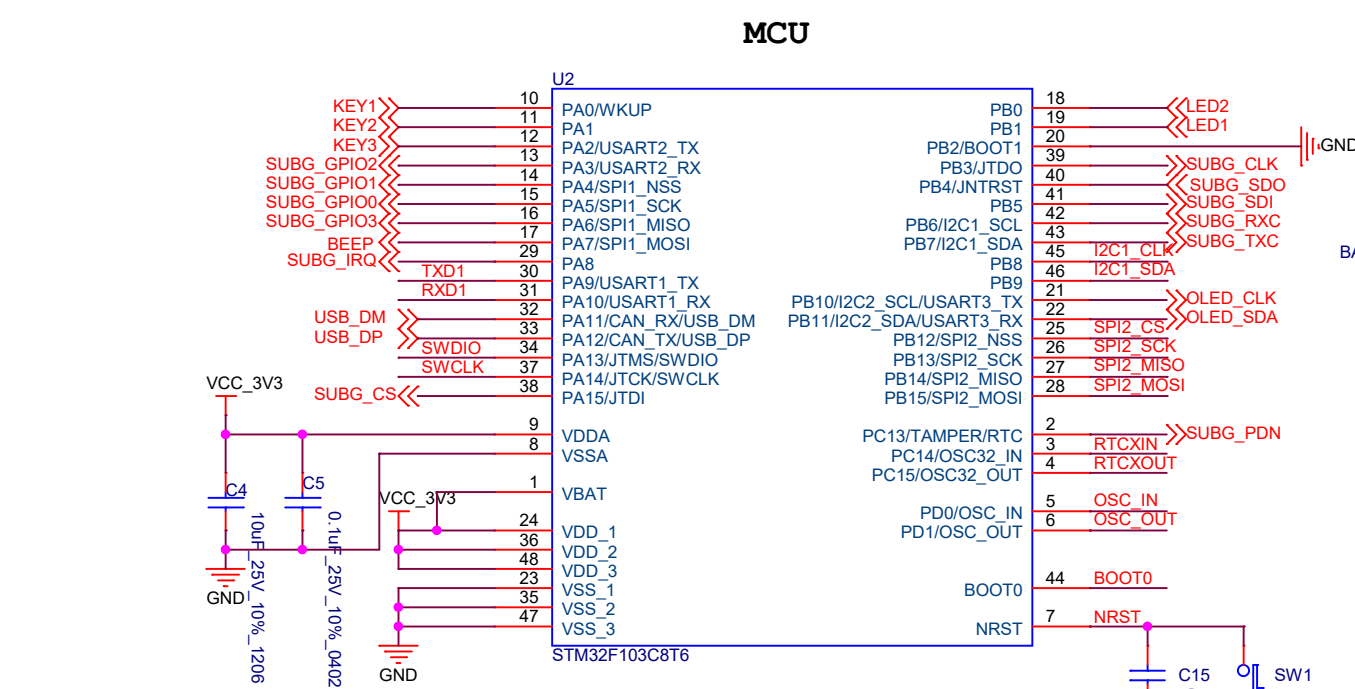 MCU
U2
KEY1 10 PA0/WKUP PB0 18 LED2
KEY2 11 PA1 PB1 19 LED1
KEY3 12 PA2/USART2_TX PB2/BOOT1 20 GND
SUBG_GPIO2 13 PA3/USART2_RX PB3/JTDO 39 SUBG_CLK
SUBG_GPIO1 14 PA4/SPI1_NSS PB4/JNTRST 40 SUBG_SDO
SUBG_GPIO0 15 PA5/SPI1_SCK PB5 41 SUBG_SDI
SUBG_GPIO3 16 PA6/SPI1_MISO PB6/I2C1_SCL 42 SUBG_RXC
BEEP 17 PA7/SPI1_MOSI PB7/I2C1_SDA 43 SUBG_TXC
SUBG_IRQ 29 PA8 PB8 45 I2C1_CLK
TXD1 30 PA9/USART1_TX PB9 46 I2C1_SDA
RXD1 31 PA10/USART1_RX PB10/I2C2_SCL/USART3_TX 21 OLED_CLK
USB_DM 32 PA11/CAN_RX/USB_DM PB11/I2C2_SDA/USART3_RX 22 OLED_SDA
USB_DP 33 PA12/CAN_TX/USB_DP PB12/SPI2_NSS 25 SPI2_CS
SWDIO 34 PA13/JTMS/SWDIO PB13/SPI2_SCK 26 SPI2_SCK
SWCLK 37 PA14/JTCK/SWCLK PB14/SPI2_MISO 27 SPI2_MISO
SUBG_CS 38 PA15/JTDI PB15/SPI2_MOSI 28 SPI2_MOSI
VCC_3V3
9 VDDA PC13/TAMPER/RTC 2 SUBG_PDN
8 VSSA PC14/OSC32_IN 3 RTCXIN
PC15/OSC32_OUT 4 RTCXOUT
C4 10uF_25V_10%_1206
C5 0.1uF_25V_10%_0402
GND
VCC_3V3
1 VBAT
PD0/OSC_IN 5 OSC_IN
24 VDD_1 PD1/OSC_OUT 6 OSC_OUT
36 VDD_2
48 VDD_3
23 VSS_1 BOOT0 44 BOOT0
35 VSS_2
47 VSS_3 NRST 7 NRST
GND
STM32F103C8T6
C15
SW1
BA